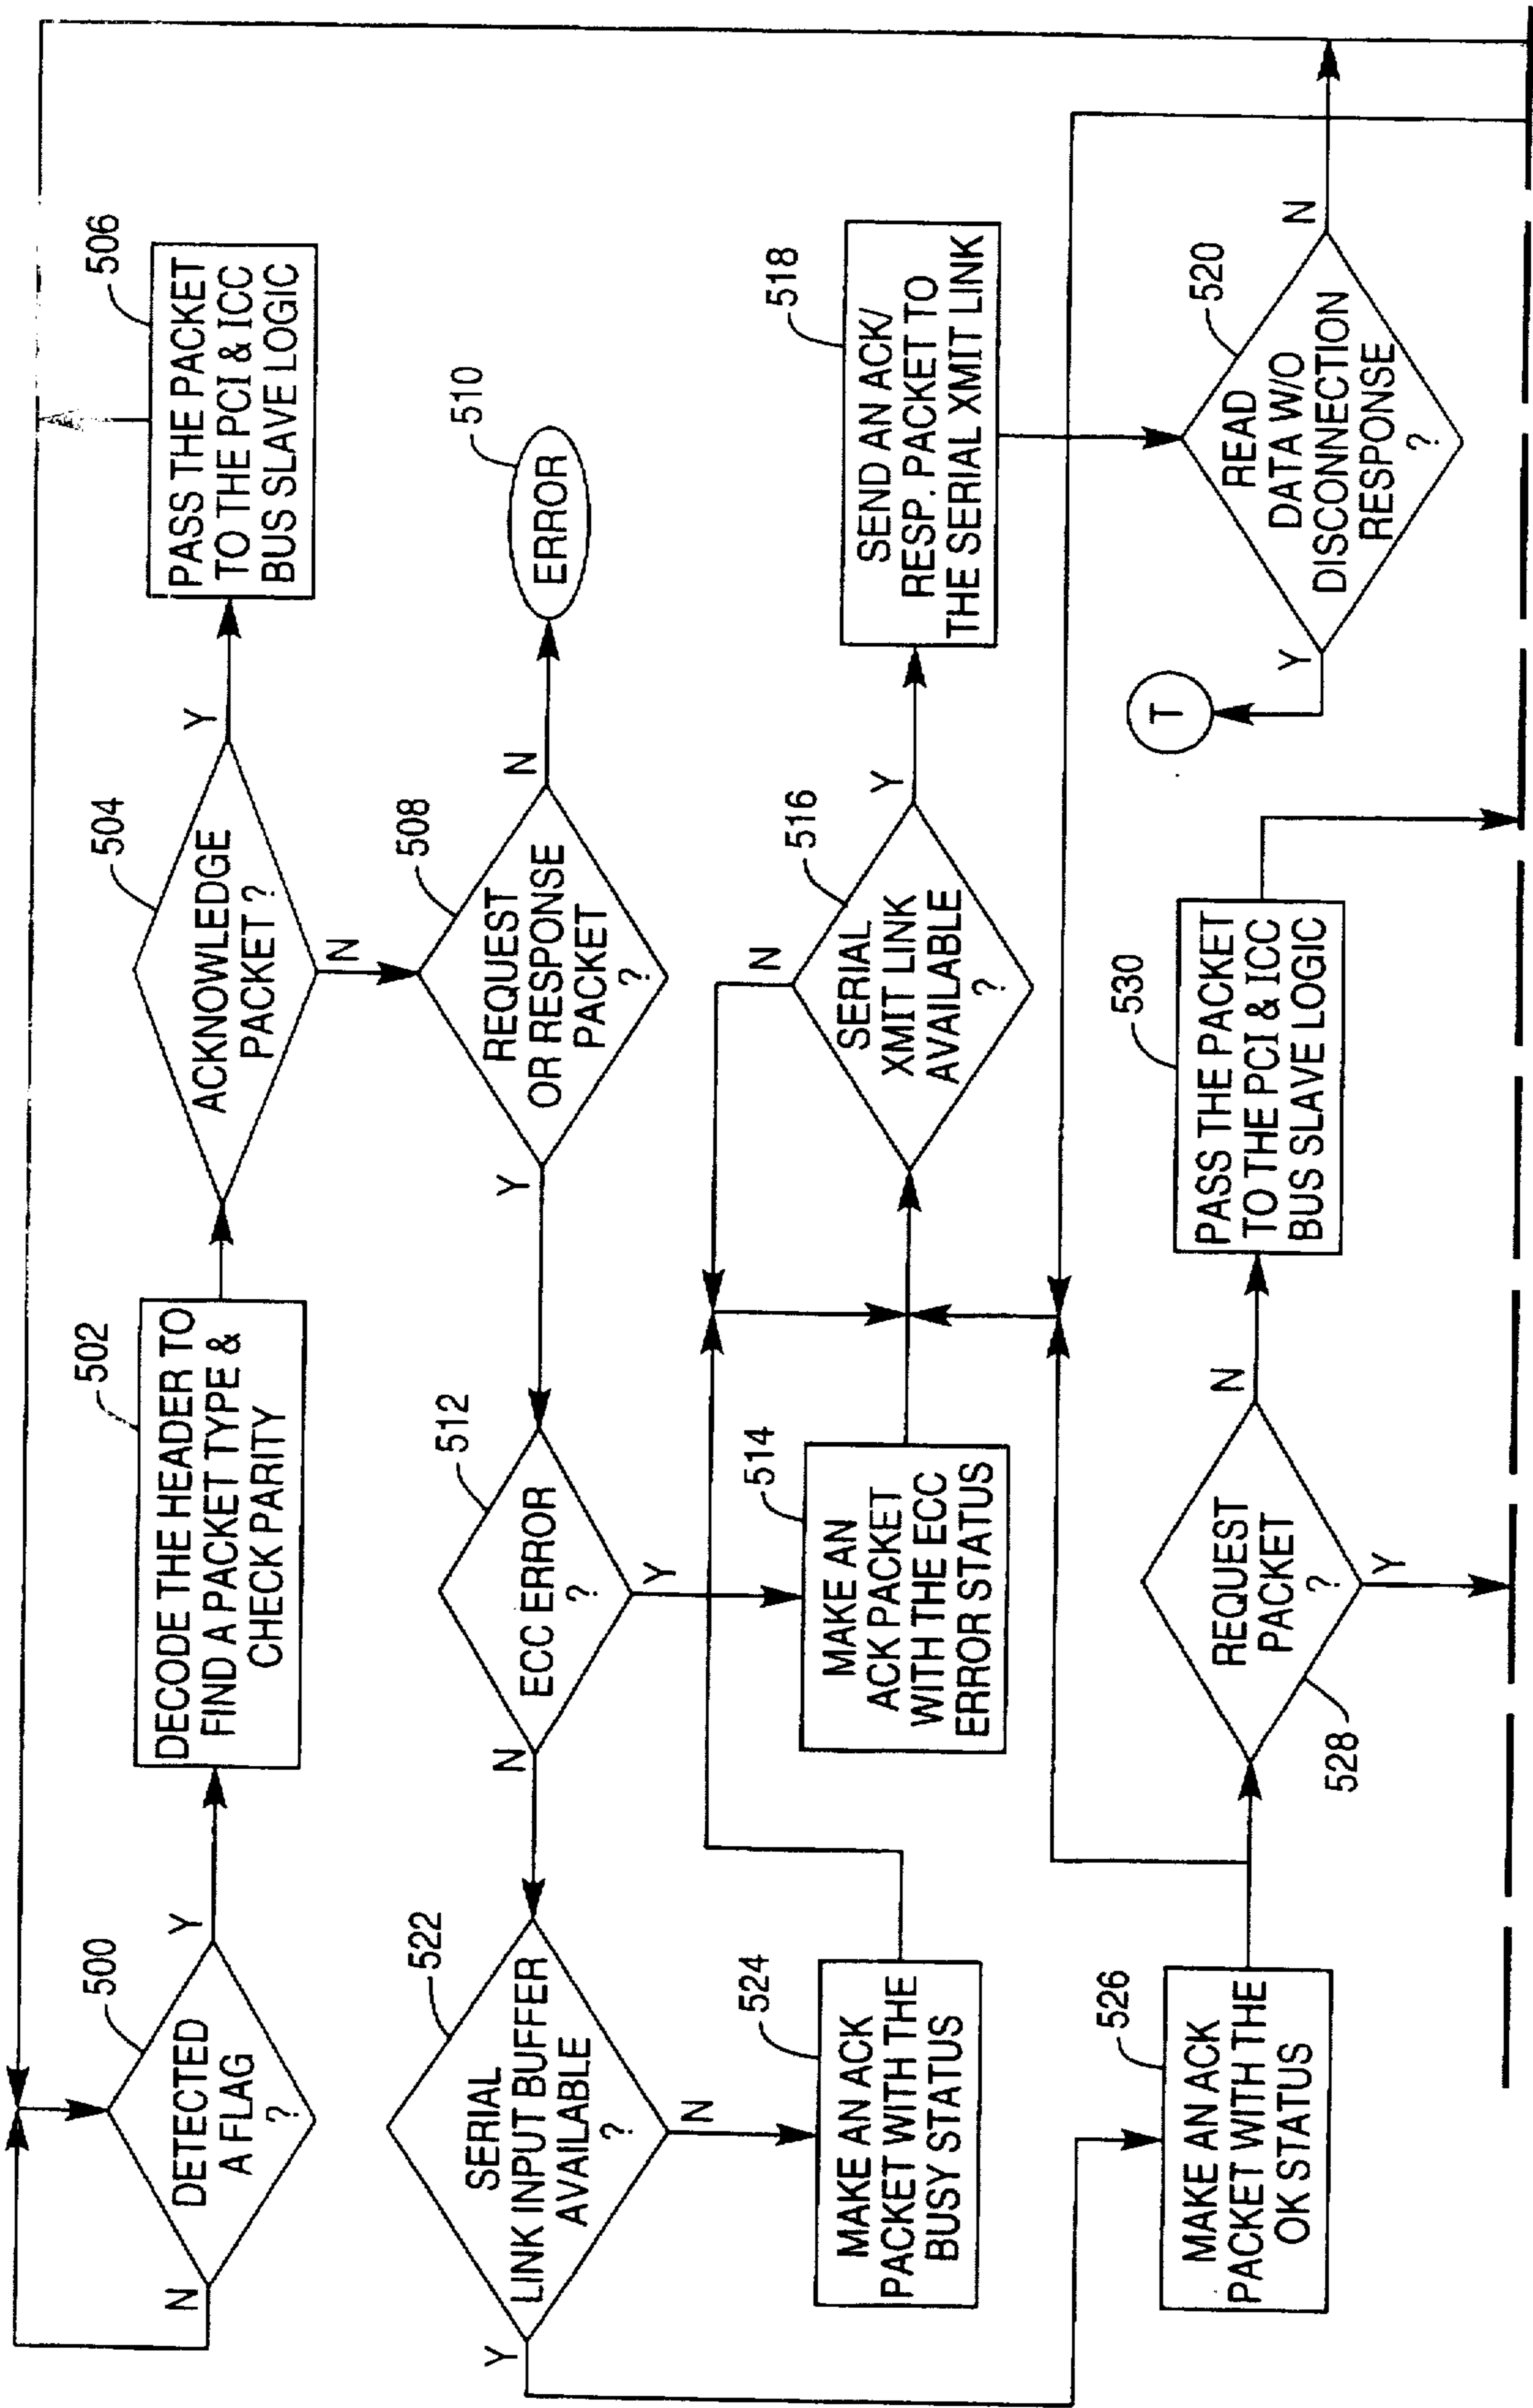 500
DETECTED
A FLAG
?
N
Y
502
DECODE THE HEADER TO
FIND A PACKET TYPE &
CHECK PARITY
504
ACKNOWLEDGE
PACKET ?
Y
N
506
PASS THE PACKET
TO THE PCI & ICC
BUS SLAVE LOGIC
508
REQUEST
OR RESPONSE
PACKET
?
Y
N
510
ERROR
512
ECC ERROR
?
N
Y
522
SERIAL
LINK INPUT BUFFER
AVAILABLE
?
Y
N
524
MAKE AN ACK
PACKET WITH THE
BUSY STATUS
514
MAKE AN
ACK PACKET
WITH THE ECC
ERROR STATUS
516
SERIAL
XMIT LINK
AVAILABLE
?
N
Y
518
SEND AN ACK/
RESP. PACKET TO
THE SERIAL XMIT LINK
526
MAKE AN ACK
PACKET WITH THE
OK STATUS
528
REQUEST
PACKET
?
N
Y
530
PASS THE PACKET
TO THE PCI & ICC
BUS SLAVE LOGIC
T
520
READ
DATA W/O
DISCONNECTION
RESPONSE
?
Y
N